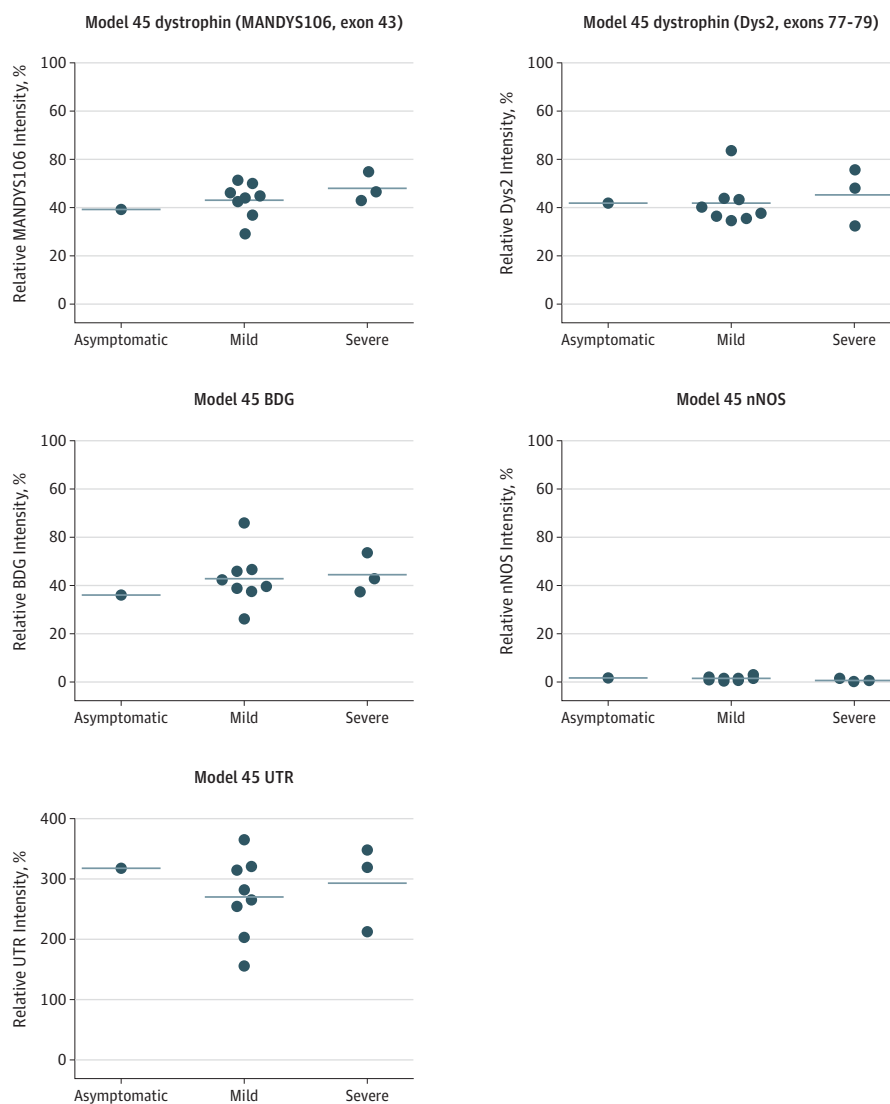 Model 45 dystrophin (MANDYS106, exon 43)
Relative MANDYS106 Intensity, %
100
60
80
40
20
0
Asymptomatic Mild Severe
Model 45 dystrophin (Dys2, exons 77-79)
Relative Dys2 Intensity, %
100
60
80
40
20
0
Asymptomatic Mild Severe
Model 45 BDG
Relative BDG Intensity, %
100
60
80
40
20
0
Asymptomatic Mild Severe
Model 45 nNOS
Relative nNOS Intensity, %
100
60
80
40
20
0
Asymptomatic Mild Severe
Model 45 UTR
Relative UTR Intensity, %
400
300
200
100
0
Asymptomatic Mild Severe